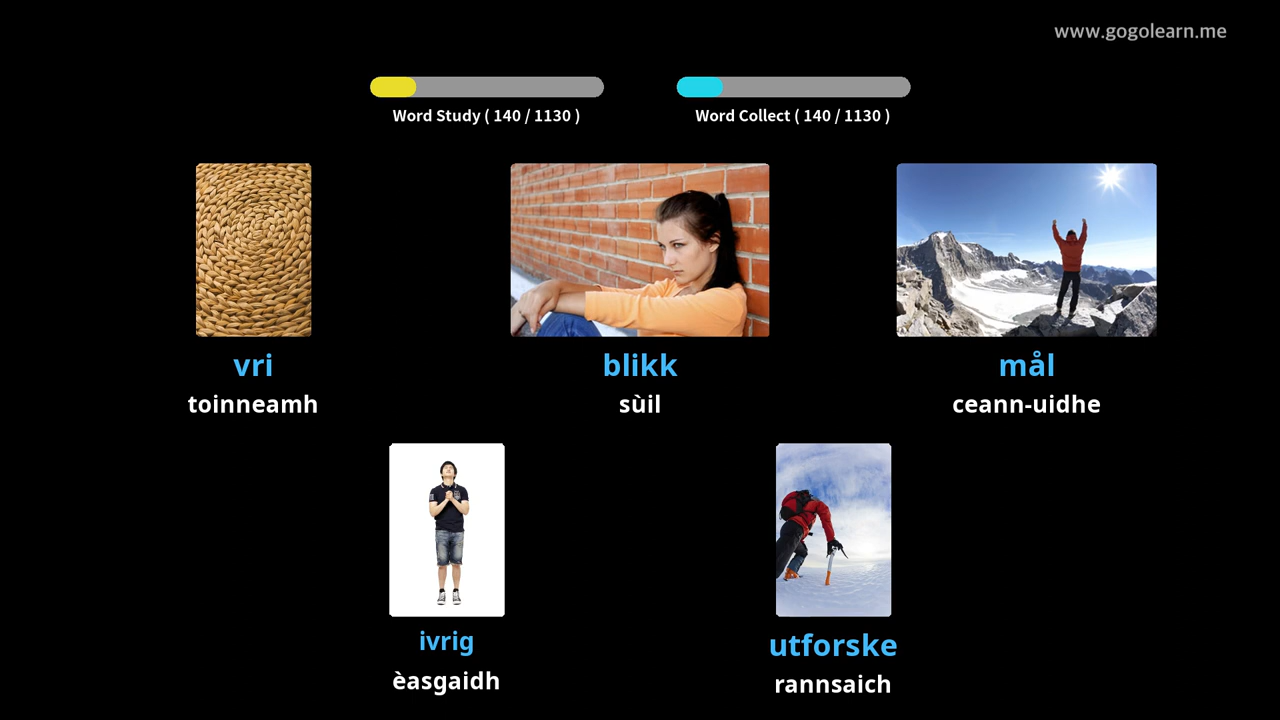 www.gogolearn.me
Word Study ( 140 / 1130 )
Word Collect ( 140 / 1130 )
vri
toinneamh
blikk
sùil
mål
ceann-uidhe
ivrig
èasgaidh
utforske
rannsaich